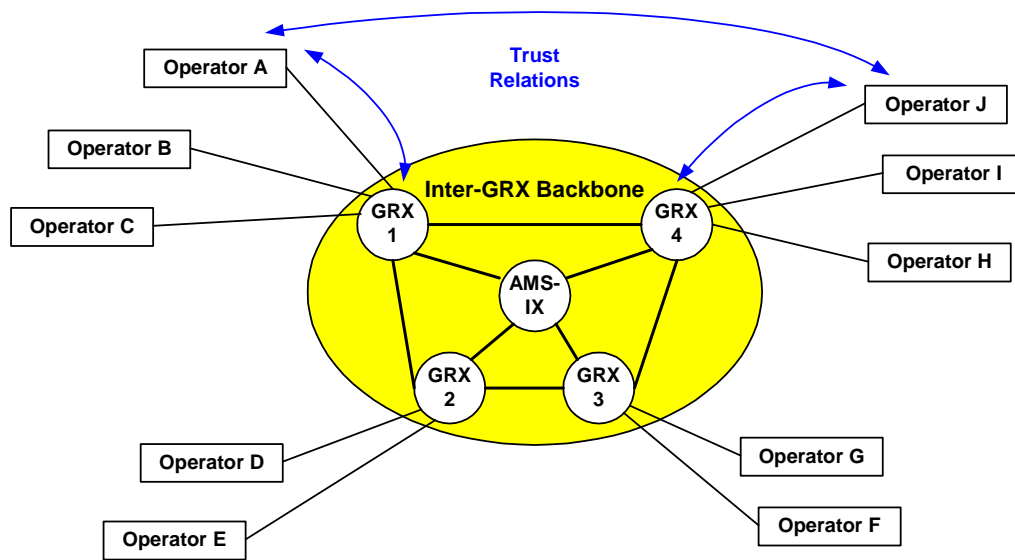 Trust
Relations
Operator A
Operator J
Operator B
Operator I
Inter-GRX Backbone
Operator C
GRX
1
GRX
4
Operator H
AMS-
IX
GRX
2
GRX
3
Operator D
Operator G
Operator E
Operator F